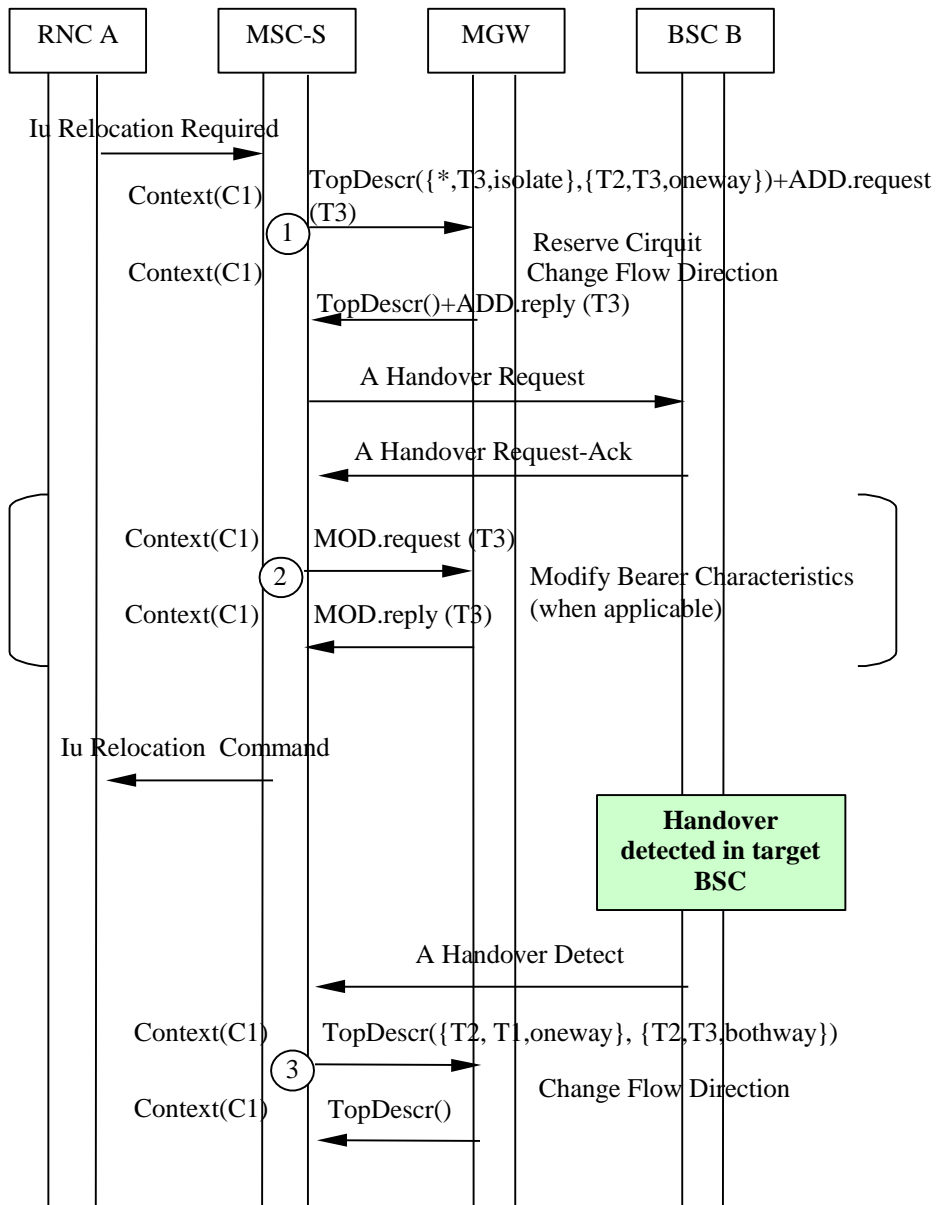 RNC A
MSC-S
MGW
BSC B
Iu Relocation Required
Context(C1)
TopDescr({*,T3,isolate},{T2,T3,oneway})+ADD.request
(T3)
1
Reserve Cirquit
Context(C1)
Change Flow Direction
TopDescr()+ADD.reply (T3)
A Handover Request
A Handover Request-Ack
Context(C1)
MOD.request (T3)
2
Modify Bearer Characteristics
(when applicable)
Context(C1)
MOD.reply (T3)
Iu Relocation Command
Handover
detected in target
BSC
A Handover Detect
Context(C1)
TopDescr({T2, T1,oneway}, {T2,T3,bothway})
3
Change Flow Direction
Context(C1)
TopDescr()